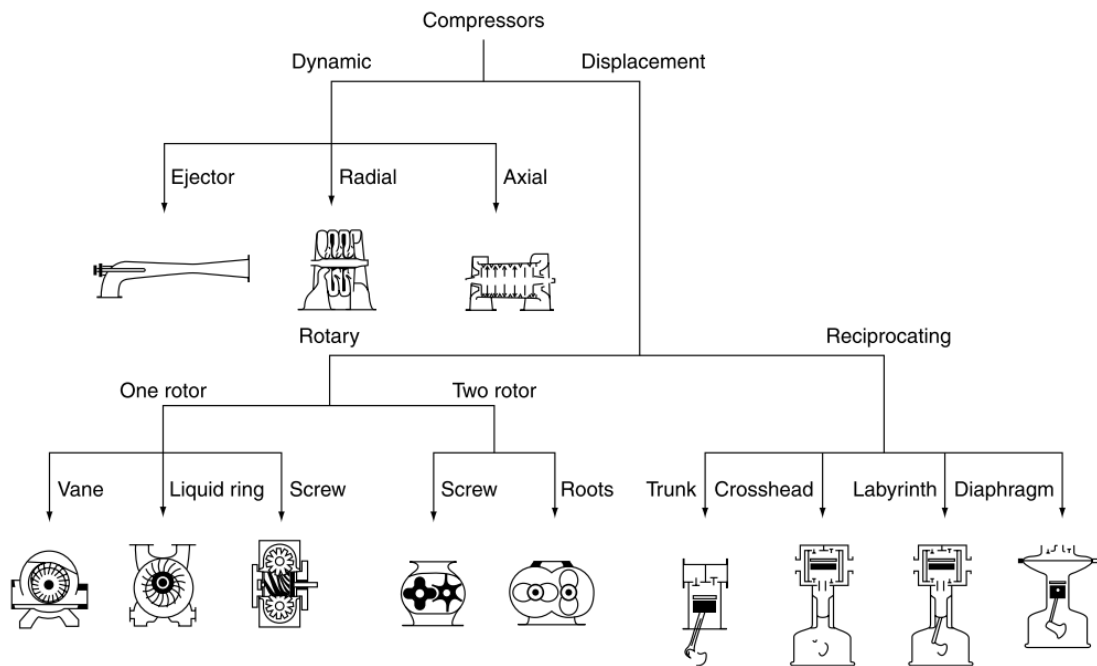 Compressors
Dynamic
Displacement
Ejector
Radial
Axial
Rotary
Reciprocating
One rotor
Two rotor
Vane
Liquid ring
Screw
Screw
Roots
Trunk
Crosshead
Labyrinth
Diaphragm